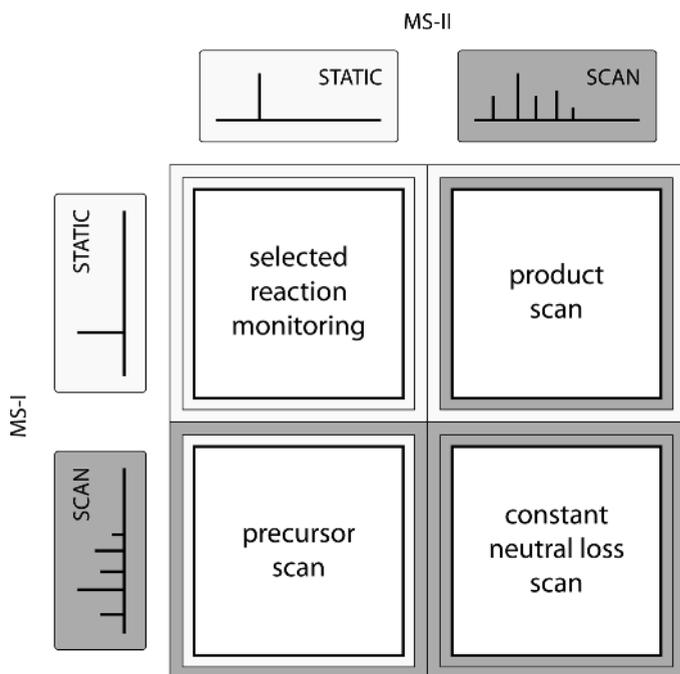 MS-II
STATIC
SCAN
STATIC
selected
reaction
monitoring
product
scan
MS-I
SCAN
precursor
scan
constant
neutral loss
scan